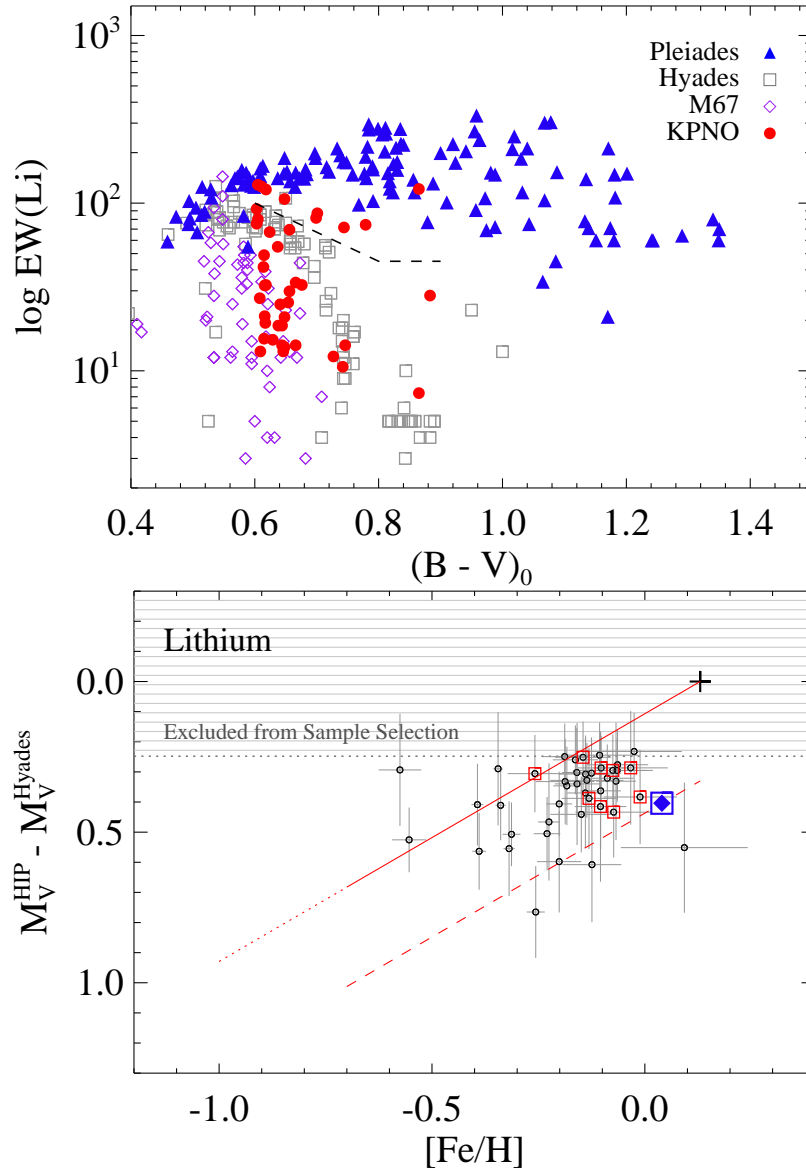 10³
10²
10¹
log EW(Li)
Pleiades
Hyades
M67
KPNO
0.4 0.6 0.8 1.0 1.2 1.4
(B - V)₀
Lithium
Excluded from Sample Selection
0.0
0.5
1.0
M_V^HIP - M_V^Hyades
-1.0 -0.5 0.0
[Fe/H]